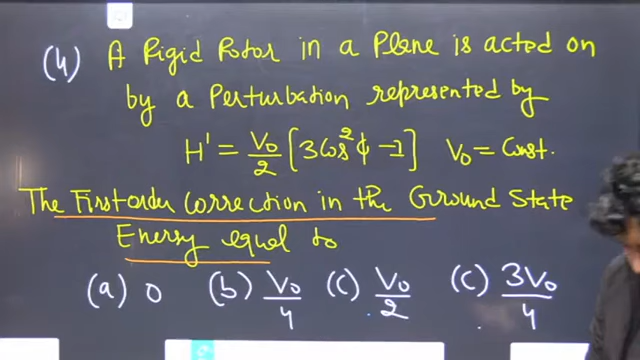 (4) A Rigid Rotor in a Plane is acted on
by a Perturbation represented by
H' = V₀/2 [3Cos²ϕ -1] V₀ = Const.
The First order Correction in the Ground State
Energy equal to
(a) 0 (b) V₀/4 (c) V₀/2 (c) 3V₀/4